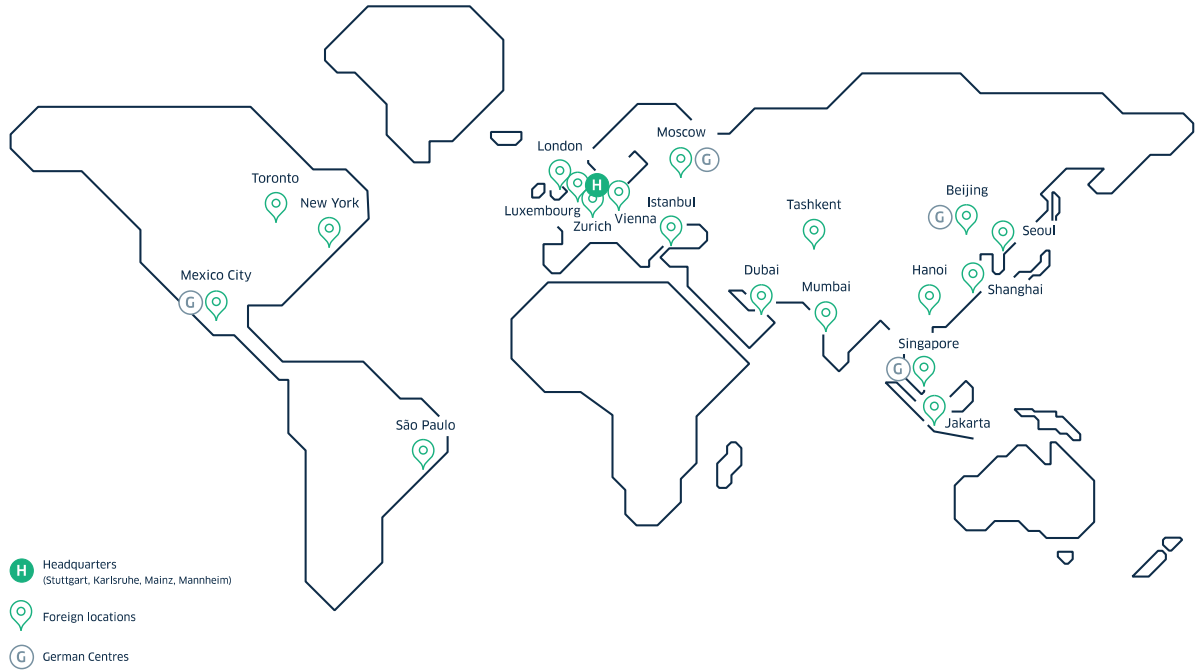 London
Moscow
G
Toronto
New York
H
Luxembourg
Zurich
Vienna
Istanbul
Tashkent
Beijing
G
Seoul
Mexico City
G
Dubai
Mumbai
Hanoi
Shanghai
Singapore
G
Jakarta
São Paulo
H Headquarters
(Stuttgart, Karlsruhe, Mainz, Mannheim)
Foreign locations
G German Centres